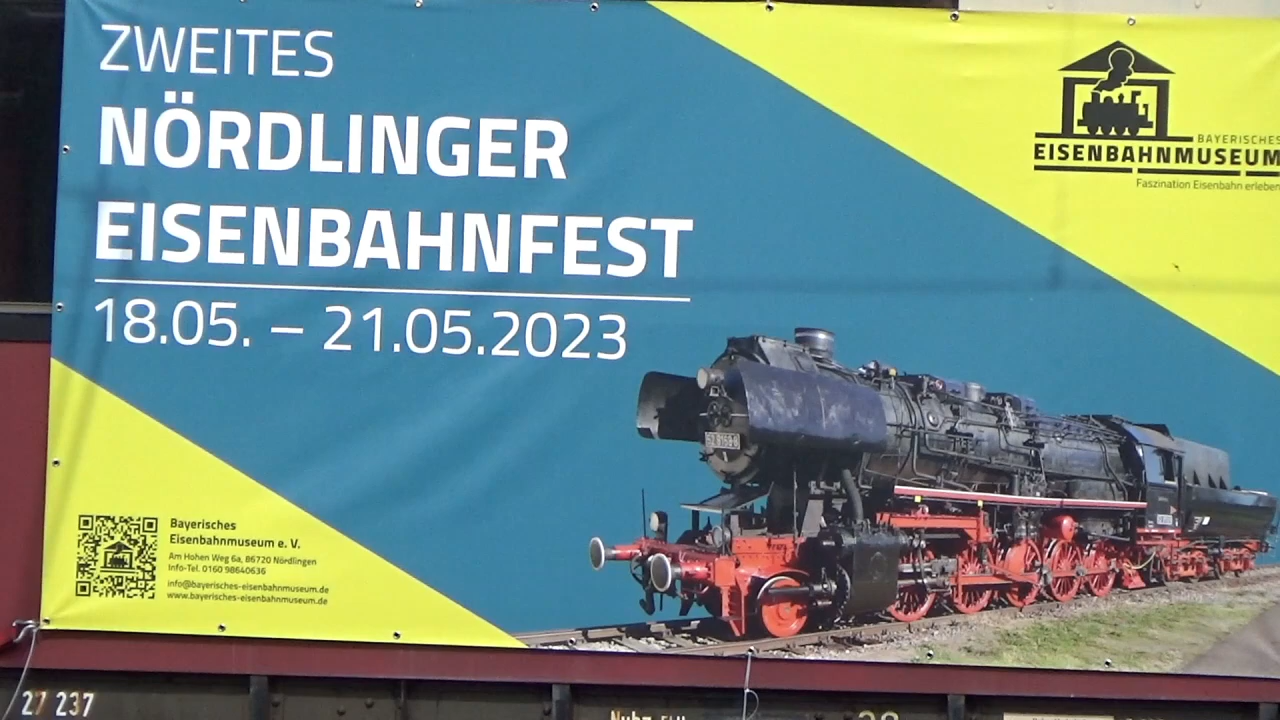 ZWEITES
NÖRDLINGER
EISENBAHNFEST
18.05. – 21.05.2023
BAYERISCHES
EISENBAHNMUSEUM
Faszination Eisenbahn erleben
Bayerisches
Eisenbahnmuseum e. V.
Am Hohen Weg 6a, 86720 Nördlingen
Info-Tel. 0160 98640636
info@bayerisches-eisenbahnmuseum.de
www.bayerisches-eisenbahnmuseum.de
27 237